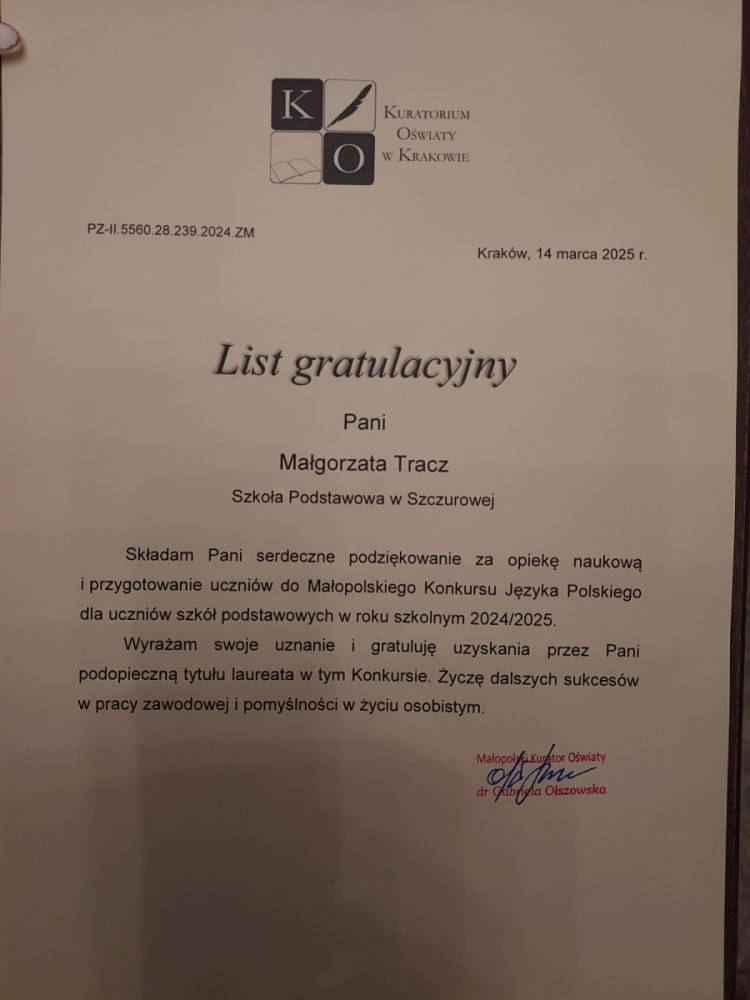 K
O
KURATORIUM
OŚWIATY
W KRAKOWIE
PZ-II.5560.28.239.2024.ZM
Kraków, 14 marca 2025 r.
List gratulacyjny
Pani
Małgorzata Tracz
Szkoła Podstawowa w Szczurowej
Składam Pani serdeczne podziękowanie za opiekę naukową
i przygotowanie uczniów do Małopolskiego Konkursu Języka Polskiego
dla uczniów szkół podstawowych w roku szkolnym 2024/2025.
Wyrażam swoje uznanie i gratuluję uzyskania przez Pani
podopieczną tytułu laureata w tym Konkursie. Życzę dalszych sukcesów
w pracy zawodowej i pomyślności w życiu osobistym.
Małopolski Kurator Oświaty
dr Gabriela Olszowska